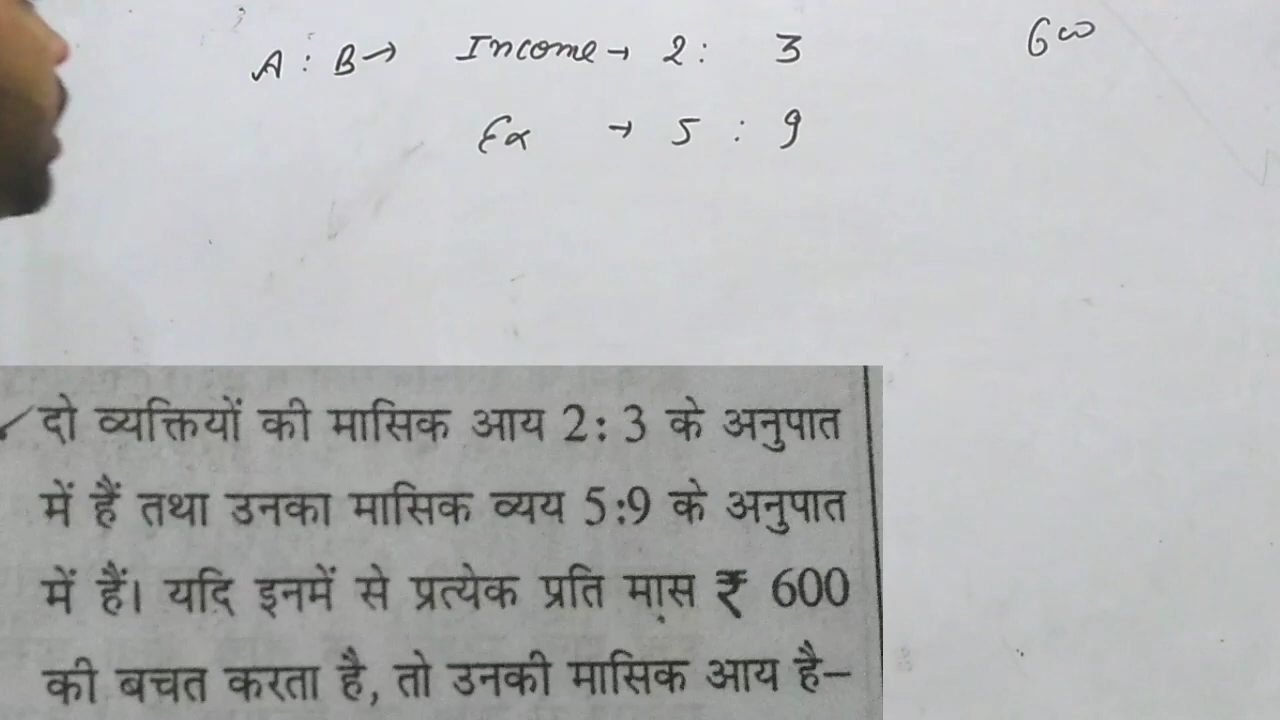 A : B → Income → 2 : 3 600
Ex → 5 : 9
दो व्यक्तियों की मासिक आय 2 : 3 के अनुपात
में हैं तथा उनका मासिक व्यय 5:9 के अनुपात
में हैं। यदि इनमें से प्रत्येक प्रति मास ₹ 600
की बचत करता है, तो उनकी मासिक आय है–